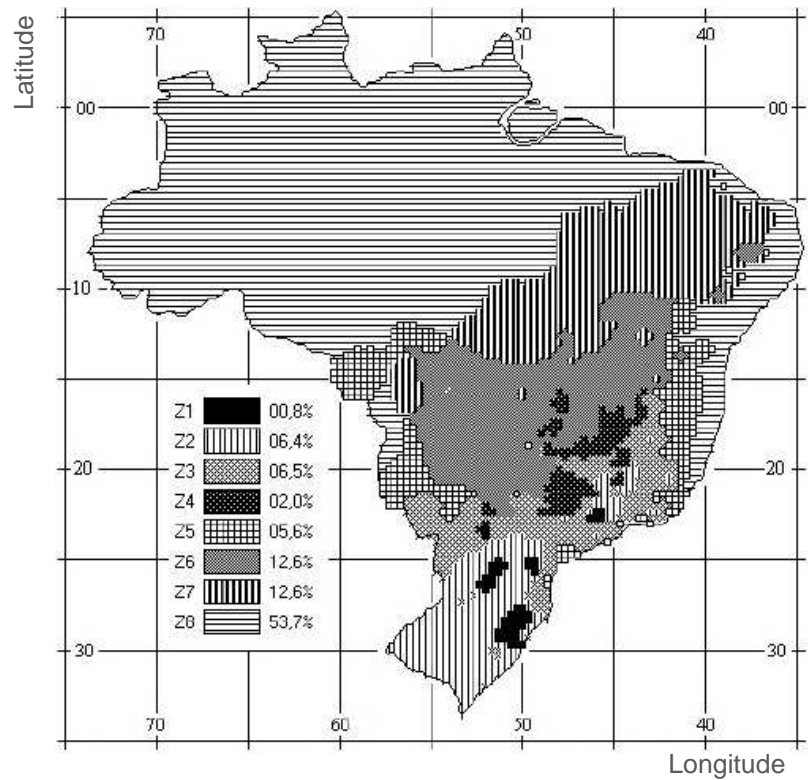 Latitude
70 50 40
00 00
10 10
Z1 00,8%
Z2 06,4%
Z3 06,5%
Z4 02,0%
Z5 05,6%
Z6 12,6%
Z7 12,6%
Z8 53,7%
20 20
30 30
70 60 50 40
Longitude